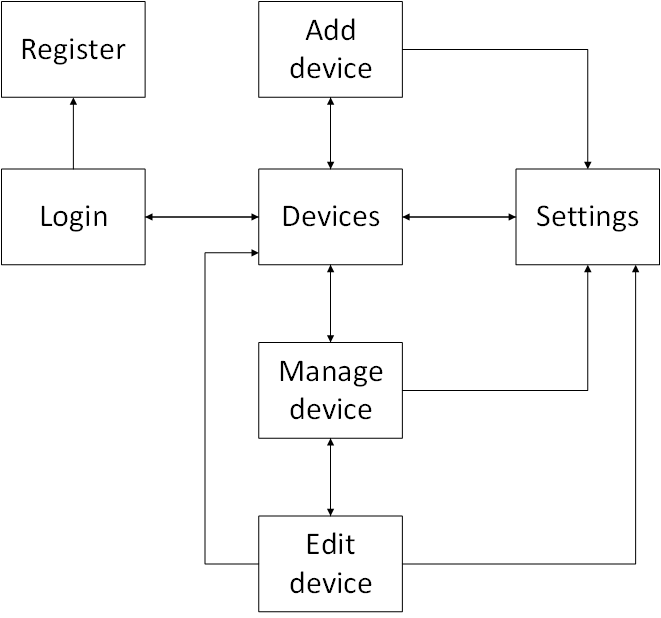 Register
Add
device
Login
Devices
Settings
Manage
device
Edit
device